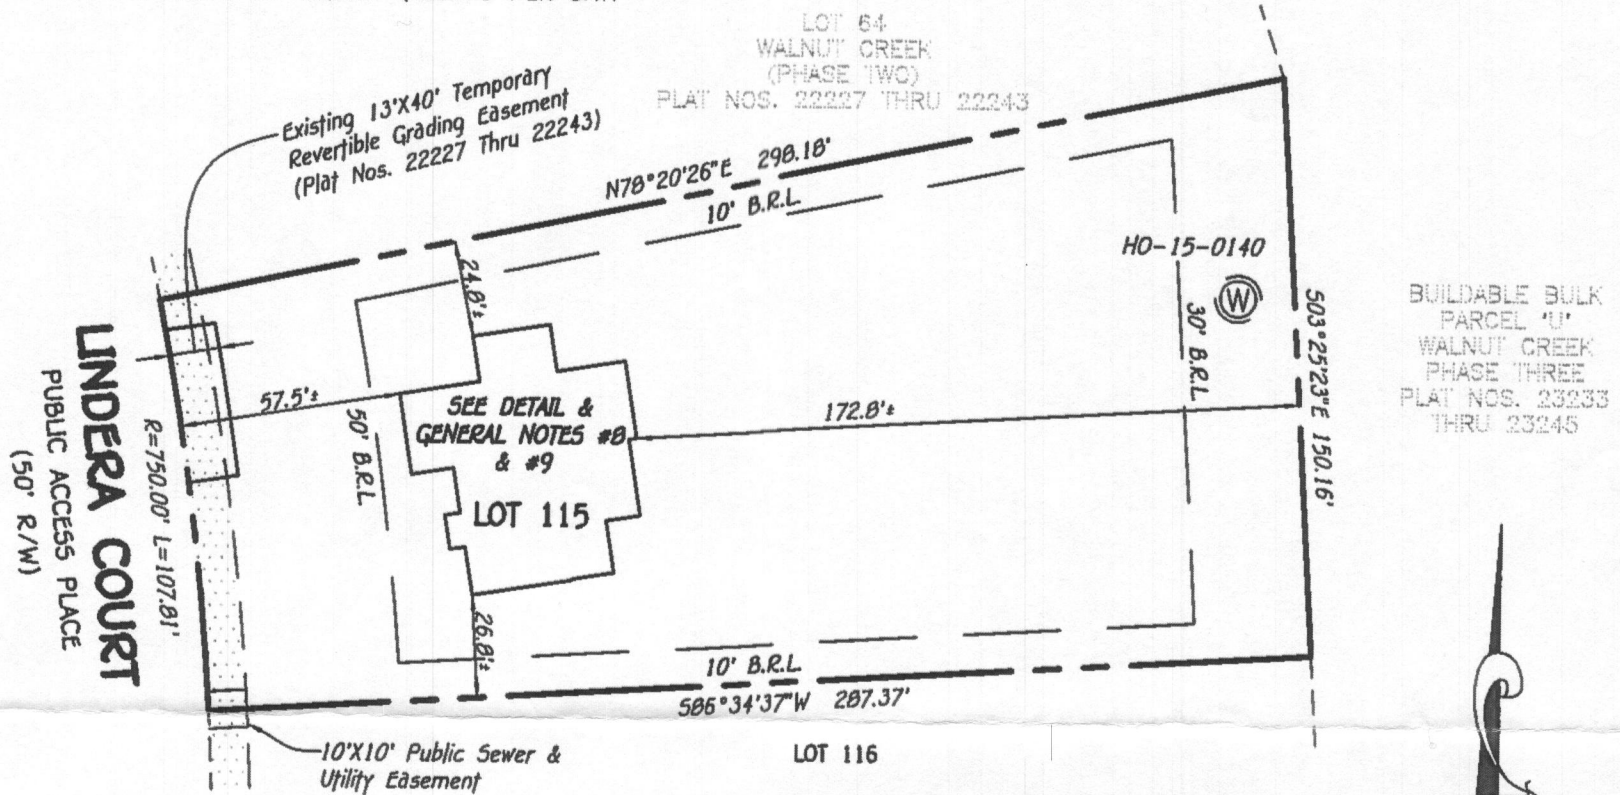 LOT 64
WALNUT CREEK
(PHASE TWO)
PLAT NOS. 22227 THRU 22243
Existing 13'X40' Temporary
Revertible Grading Easement
(Plat Nos. 22227 Thru 22243)
N78°20'26"E 298.18'
10' B.R.L
HO-15-0140
W
24.8'±
30' B.R.L
S03°25'23"E 150.16'
BUILDABLE BULK
PARCEL 'U'
WALNUT CREEK
PHASE THREE
PLAT NOS. 23233
THRU 23245
LINDERA COURT
PUBLIC ACCESS PLACE
(50' R/W)
R=750.00' L=107.81'
57.5'±
50' B.R.L
SEE DETAIL &
GENERAL NOTES #8
& #9
LOT 115
172.8'±
26.8'±
10' B.R.L
S86°34'37"W 287.37'
10'X10' Public Sewer &
Utility Easement
LOT 116